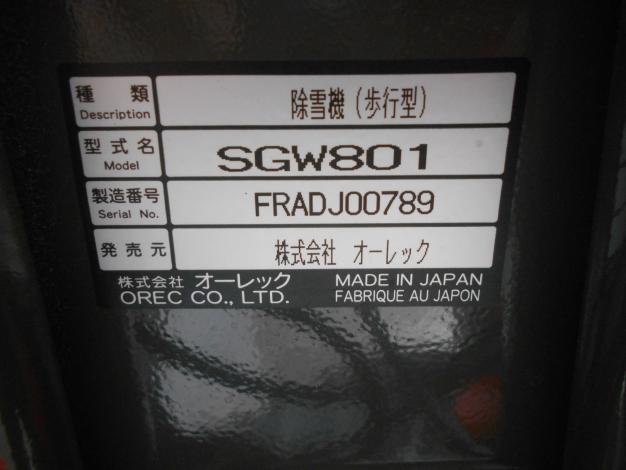 種類 除雪機（歩行型）
Description
型式名 SGW801
Model
製造番号 FRADJ00789
Serial No.
発売元 株式会社 オーレック
株式会社 オーレック MADE IN JAPAN
OREC CO., LTD. FABRIQUE AU JAPON